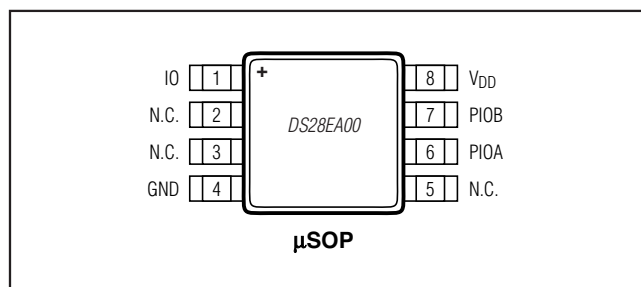 IO 1 + 8 VDD
N.C. 2 DS28EA00 7 PIOB
N.C. 3 6 PIOA
GND 4 5 N.C.
μSOP